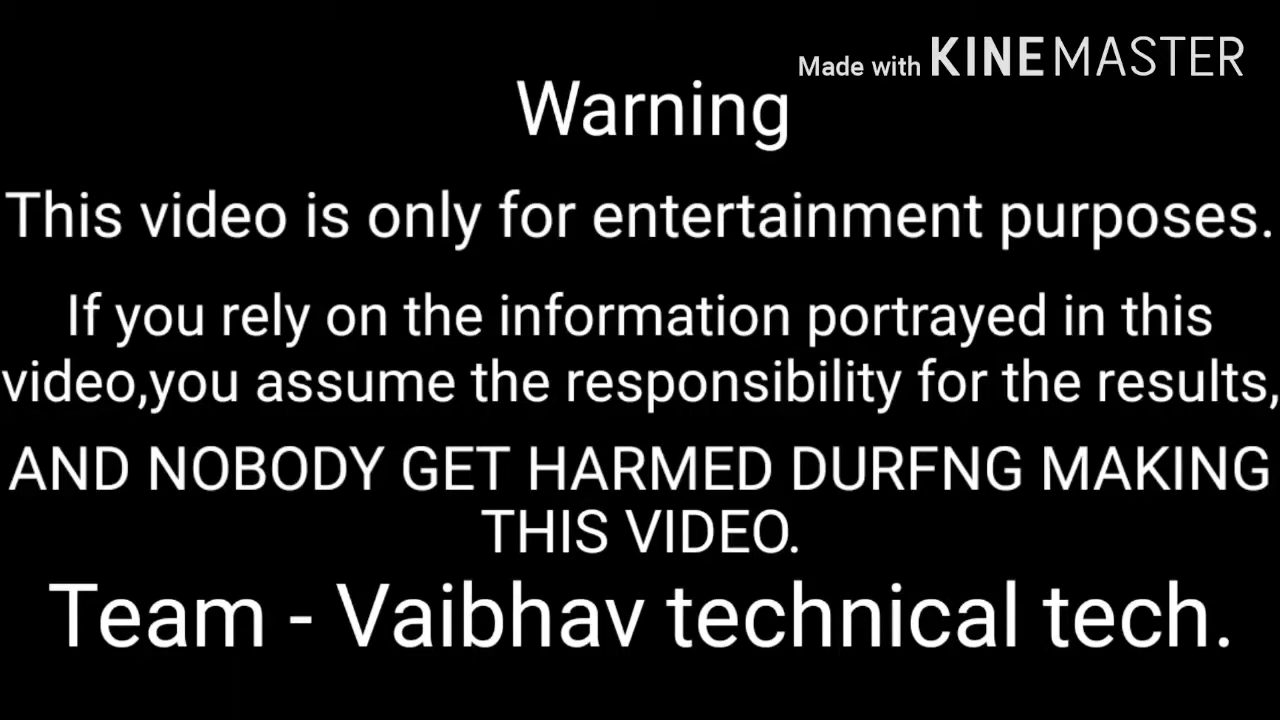 Made with KINEMASTER
Warning
This video is only for entertainment purposes.
If you rely on the information portrayed in this
video,you assume the responsibility for the results,
AND NOBODY GET HARMED DURFNG MAKING
THIS VIDEO.
Team - Vaibhav technical tech.